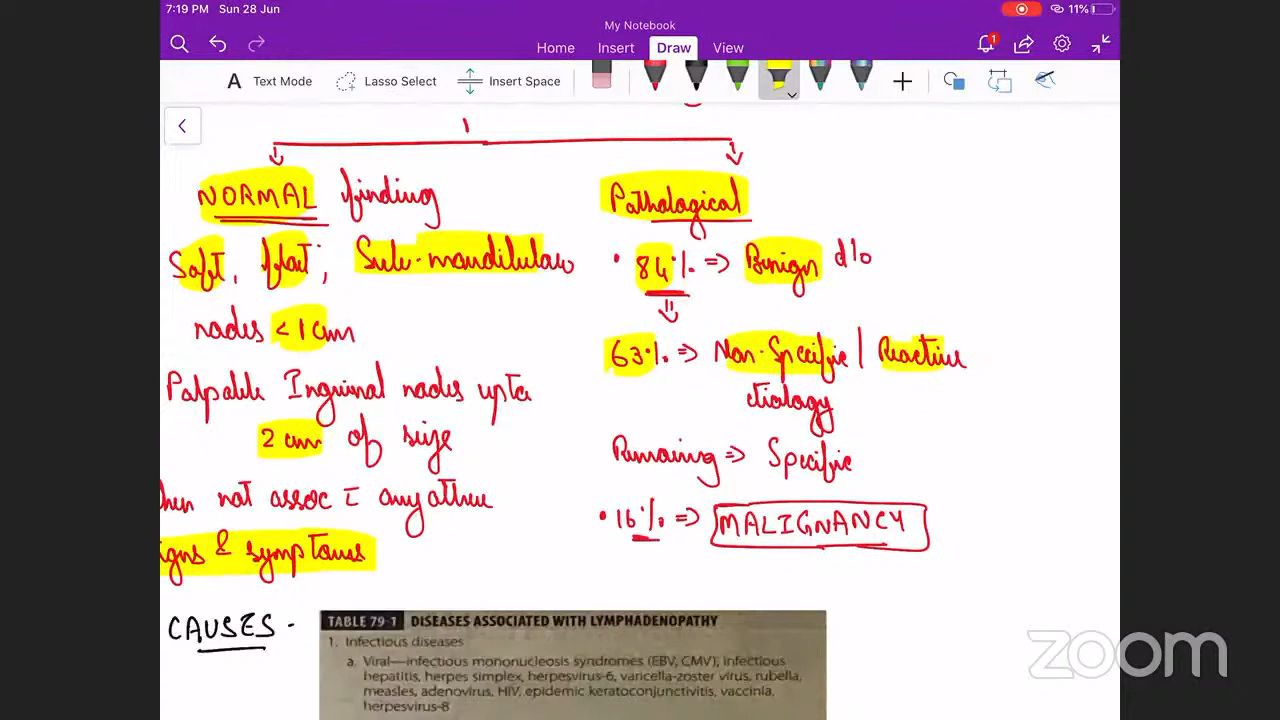 7:19 PM Sun 28 Jun
11%
My Notebook
Home Insert Draw View
1
A Text Mode Lasso Select Insert Space
NORMAL finding
Soft, flat; Sub-mandibular
nodes <1cm
Palpable Inguinal nodes upto
2 cm of size
hen not assoc c any other
igns & symptoms
Pathological
• 84% => Benign d/o
63% => Non-Specific / Reactive
etiology
Remaining => Specific
• 16% => MALIGNANCY
CAUSES -
TABLE 79-1 DISEASES ASSOCIATED WITH LYMPHADENOPATHY
1. Infectious diseases
a. Viral—infectious mononucleosis syndromes (EBV, CMV), infectious
hepatitis, herpes simplex, herpesvirus-6, varicella-zoster virus, rubella,
measles, adenovirus, HIV, epidemic keratoconjunctivitis, vaccinia,
herpesvirus-8
zoom